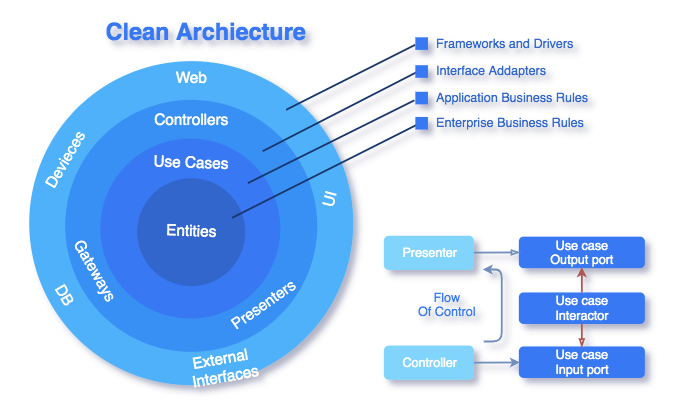 Clean Archiecture
Frameworks and Drivers
Interface Addapters
Application Business Rules
Enterprise Business Rules
Web
Controllers
Use Cases
Entities
Devieces
UI
Gateways
DB
Presenters
External
Interfaces
Presenter
Use case
Output port
Flow
Of Control
Use case
Interactor
Controller
Use case
Input port